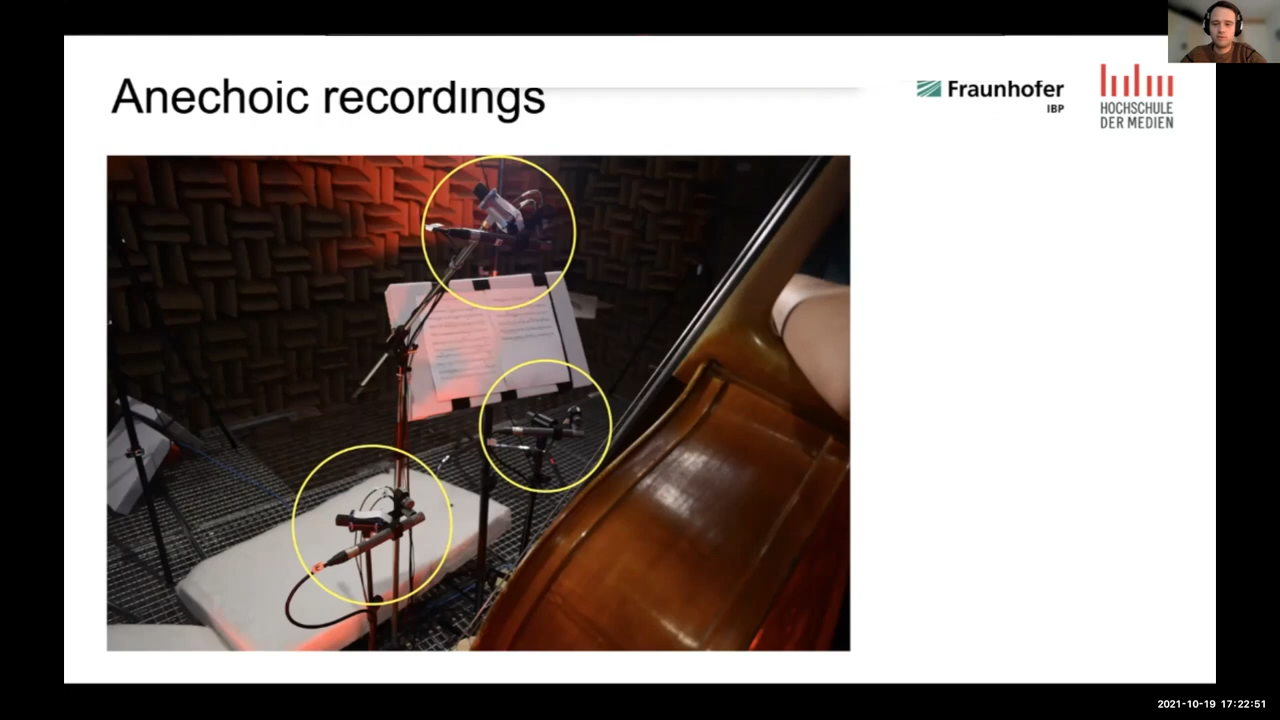 Anechoic recordings
Fraunhofer
IBP
HOCHSCHULE
DER MEDIEN
2021-10-19 17:22:51